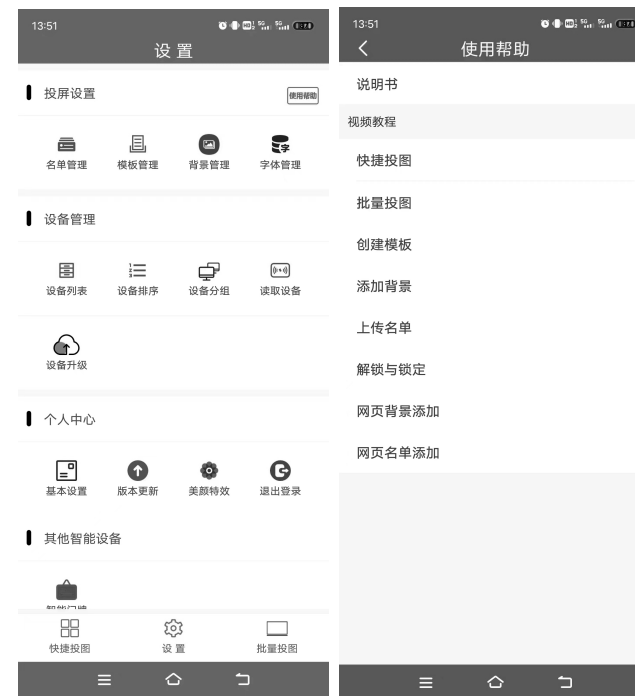 13:51
设 置
投屏设置
使用帮助
名单管理 模板管理 背景管理 字体管理
设备管理
设备列表 设备排序 设备分组 读取设备
设备升级
个人中心
基本设置 版本更新 美颜特效 退出登录
其他智能设备
智能门牌
快捷投图 设 置 批量投图
13:51
使用帮助
说明书
视频教程
快捷投图
批量投图
创建模板
添加背景
上传名单
解锁与锁定
网页背景添加
网页名单添加